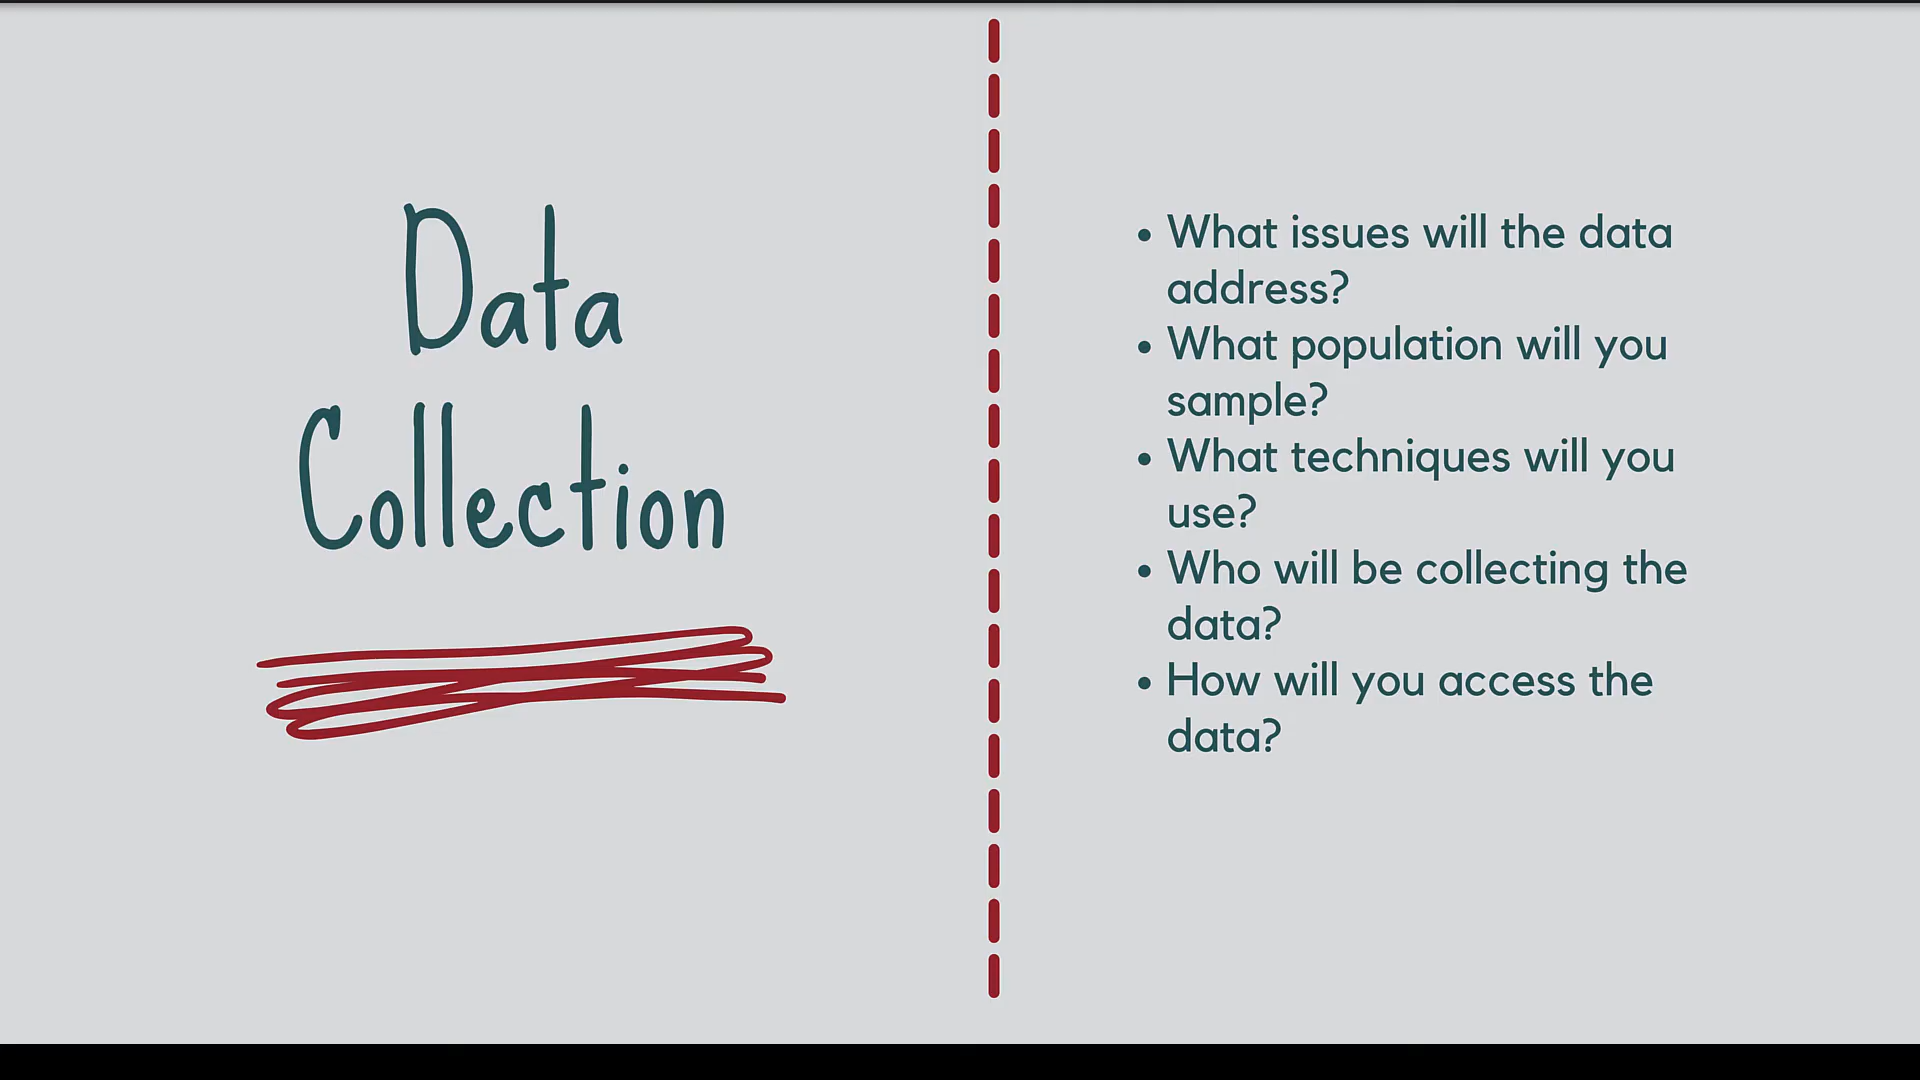 Data
Collection
• What issues will the data
address?
• What population will you
sample?
• What techniques will you
use?
• Who will be collecting the
data?
• How will you access the
data?